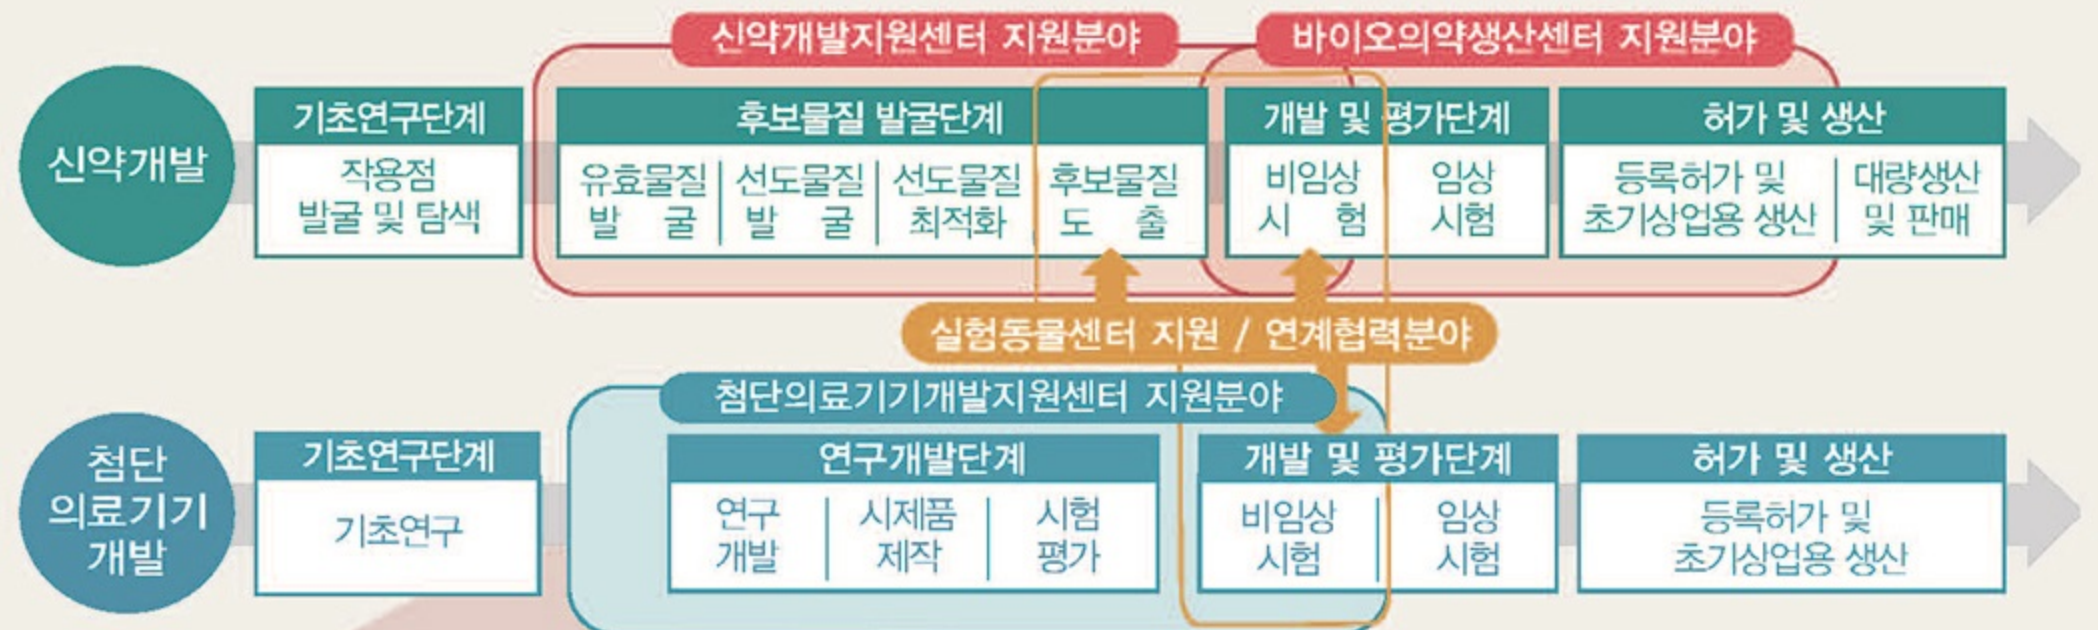 신약개발지원센터 지원분야
바이오의약생산센터 지원분야
신약개발
기초연구단계
작용점
발굴 및 탐색
후보물질 발굴단계
유효물질
발 굴
선도물질
발 굴
선도물질
최적화
후보물질
도 출
개발 및 평가단계
비임상
시 험
임상
시험
허가 및 생산
등록허가 및
초기상업용 생산
대량생산
및 판매
실험동물센터 지원 / 연계협력분야
첨단의료기기개발지원센터 지원분야
첨단
의료기기
개발
기초연구단계
기초연구
연구개발단계
연구
개발
시제품
제작
시험
평가
개발 및 평가단계
비임상
시험
임상
시험
허가 및 생산
등록허가 및
초기상업용 생산